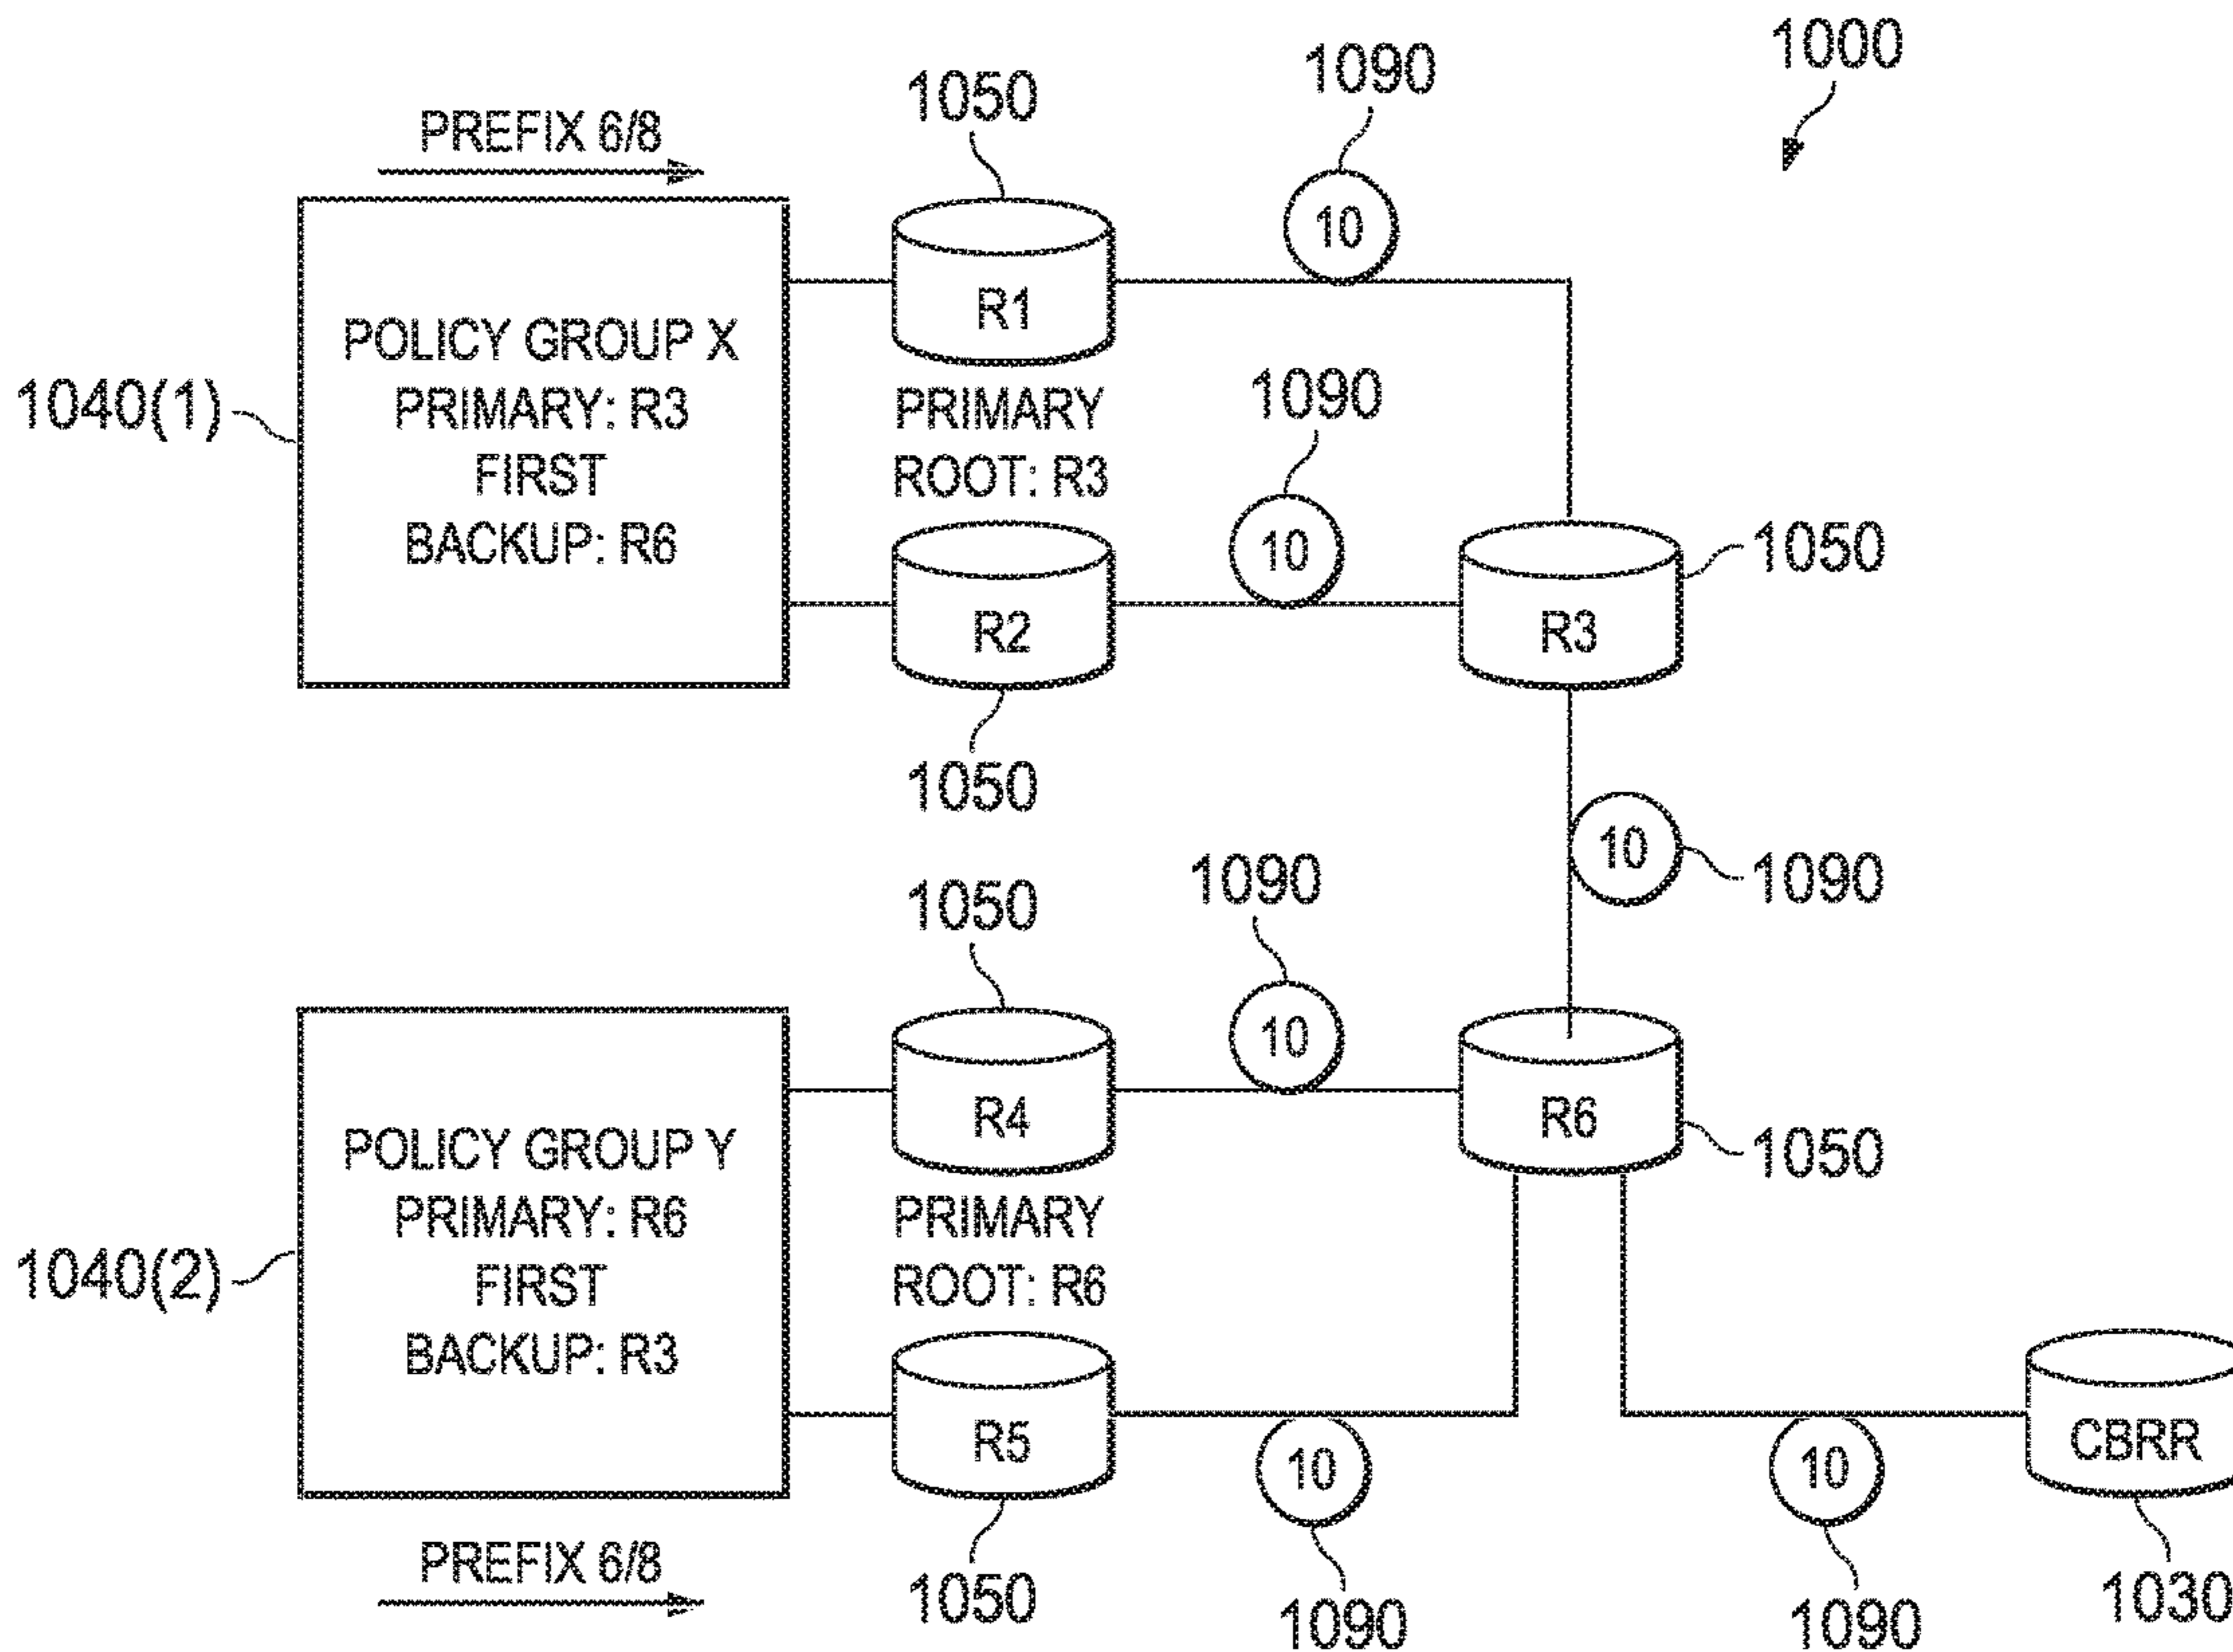 1000
1090
1050
PREFIX 6/8
10
R1
POLICY GROUP X
PRIMARY: R3
FIRST
BACKUP: R6
1040(1)
PRIMARY
ROOT: R3
1090
10
R2
1050
R3
1050
10
1090
1050
1090
10
R4
R6
1050
POLICY GROUP Y
PRIMARY: R6
FIRST
BACKUP: R3
1040(2)
PRIMARY
ROOT: R6
R5
10
10
CBRR
PREFIX 6/8
1050
1090
1090
1030